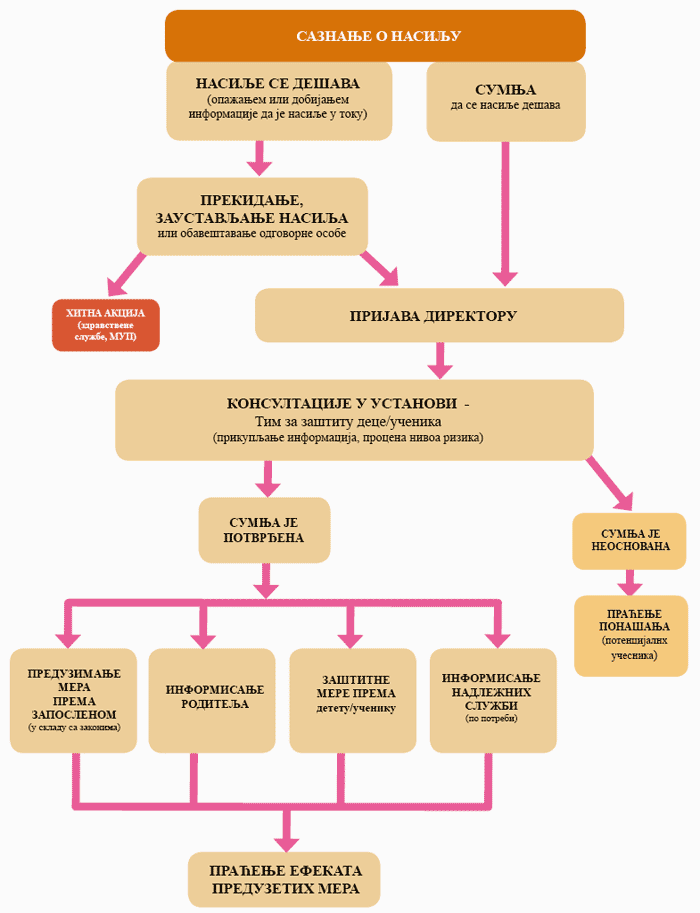 САЗНАЊЕ О НАСИЉУ
НАСИЉЕ СЕ ДЕШАВА
(опажањем или добијањем
информације да је насиље у току)
СУМЊА
да се насиље дешава
ПРЕКИДАЊЕ,
ЗАУСТАВЉАЊЕ НАСИЉА
или обавештавање одговорне особе
ХИТНА АКЦИЈА
(здравствене
службе, МУП)
ПРИЈАВА ДИРЕКТОРУ
КОНСУЛТАЦИЈЕ У УСТАНОВИ -
Тим за заштиту деце/ученика
(прикупљање информација, процена нивоа ризика)
СУМЊА ЈЕ
ПОТВРЂЕНА
СУМЊА ЈЕ
НЕОСНОВАНА
ПРАЋЕЊЕ
ПОНАШАЊА
(потенцијалнх
учесника)
ПРЕДУЗИМАЊЕ
МЕРА
ПРЕМА
ЗАПОСЛЕНОМ
(у складу са законима)
ИНФОРМИСАЊЕ
РОДИТЕЉА
ЗАШТИТНЕ
МЕРЕ ПРЕМА
детету/ученику
ИНФОРМИСАЊЕ
НАДЛЕЖНИХ
СЛУЖБИ
(по потреби)
ПРАЋЕЊЕ ЕФЕКАТА
ПРЕДУЗЕТИХ МЕРА